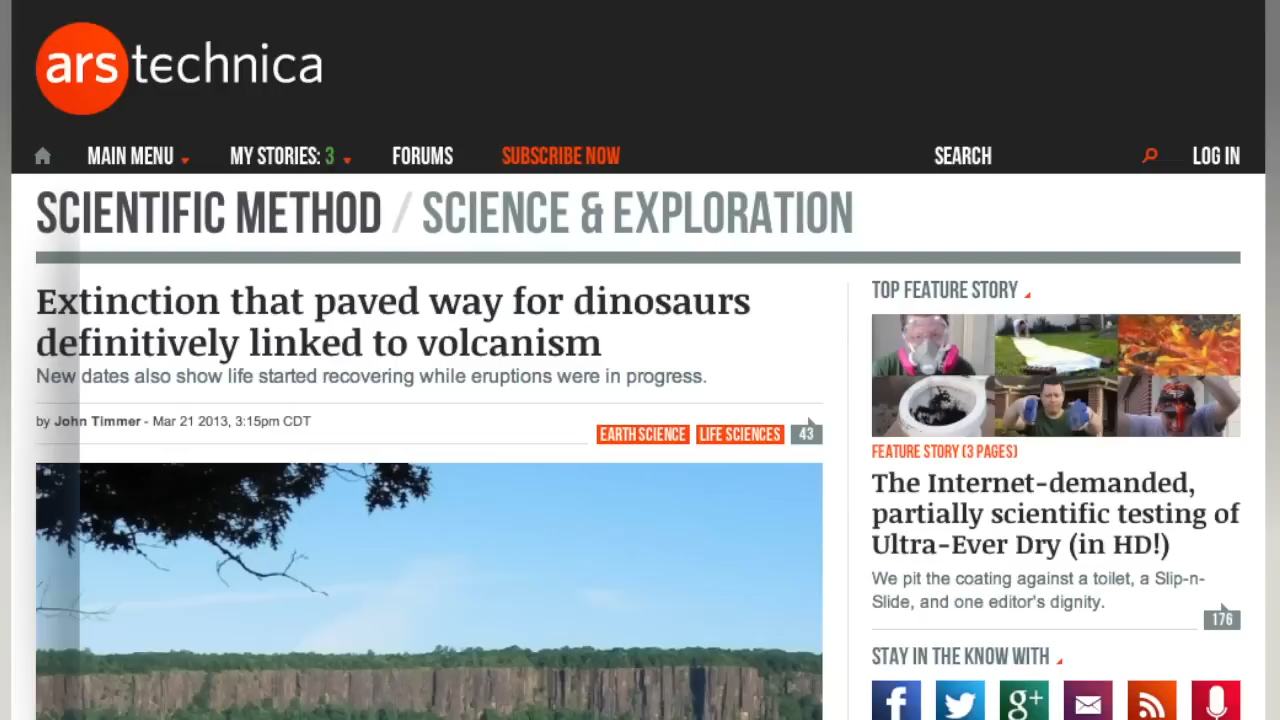 ars technica
MAIN MENU
MY STORIES: 3
FORUMS
SUBSCRIBE NOW
SEARCH
LOG IN
SCIENTIFIC METHOD / SCIENCE & EXPLORATION
Extinction that paved way for dinosaurs
definitively linked to volcanism
New dates also show life started recovering while eruptions were in progress.
by John Timmer - Mar 21 2013, 3:15pm CDT
EARTH SCIENCE
LIFE SCIENCES
43
TOP FEATURE STORY
FEATURE STORY (3 PAGES)
The Internet-demanded,
partially scientific testing of
Ultra-Ever Dry (in HD!)
We pit the coating against a toilet, a Slip-n-
Slide, and one editor's dignity.
176
STAY IN THE KNOW WITH
f
g+